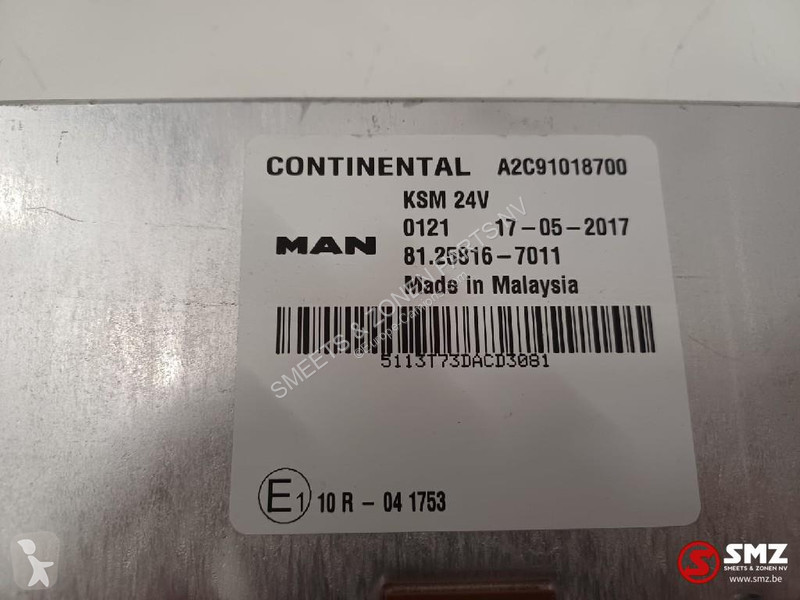 CONTINENTAL A2C91018700
KSM 24V
0121 17-05-2017
MAN 81.25816-7011
Made in Malaysia
5113T73DACD3081
E1 10 R - 04 1753
SMEETS & ZONEN PARTS NV
SMZ
SMEETS & ZONEN NV
www.smz.be